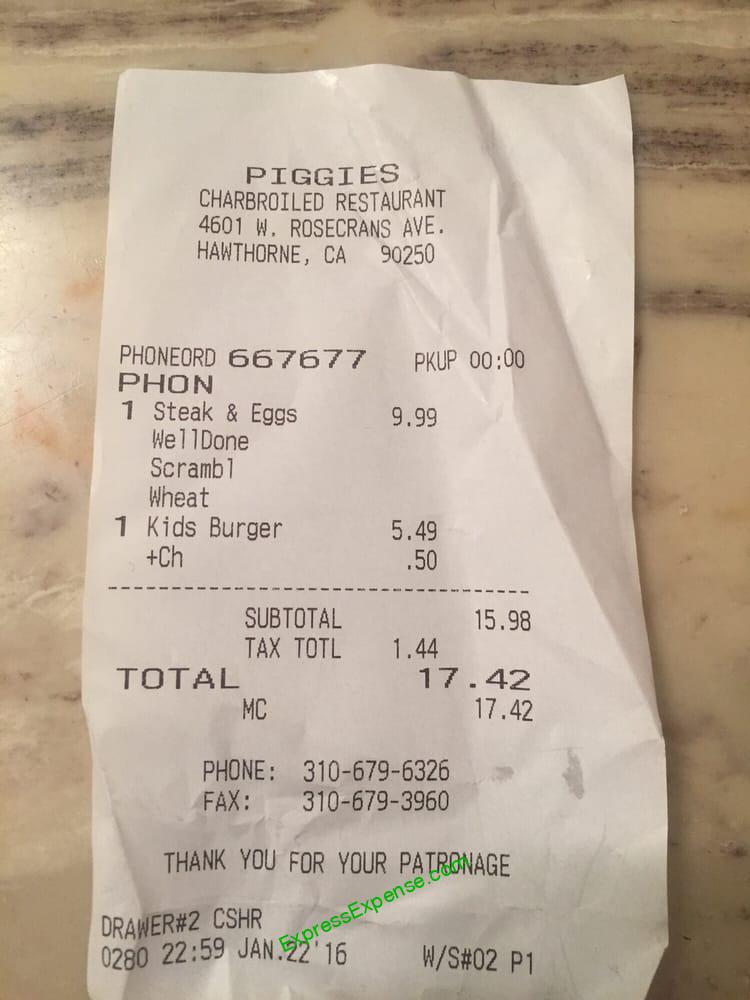 PIGGIES
CHARBROILED RESTAURANT
4601 W. ROSECRANS AVE.
HAWTHORNE, CA 90250
PHONEORD 667677 PKUP 00:00
PHON
1 Steak & Eggs 9.99
WellDone
Scrambl
Wheat
1 Kids Burger 5.49
+Ch .50
SUBTOTAL 15.98
TAX TOTL 1.44
TOTAL 17.42
MC 17.42
PHONE: 310-679-6326
FAX: 310-679-3960
THANK YOU FOR YOUR PATRONAGE
ExpressExpense.com
DRAWER#2 CSHR
0280 22:59 JAN.22'16 W/S#02 P1